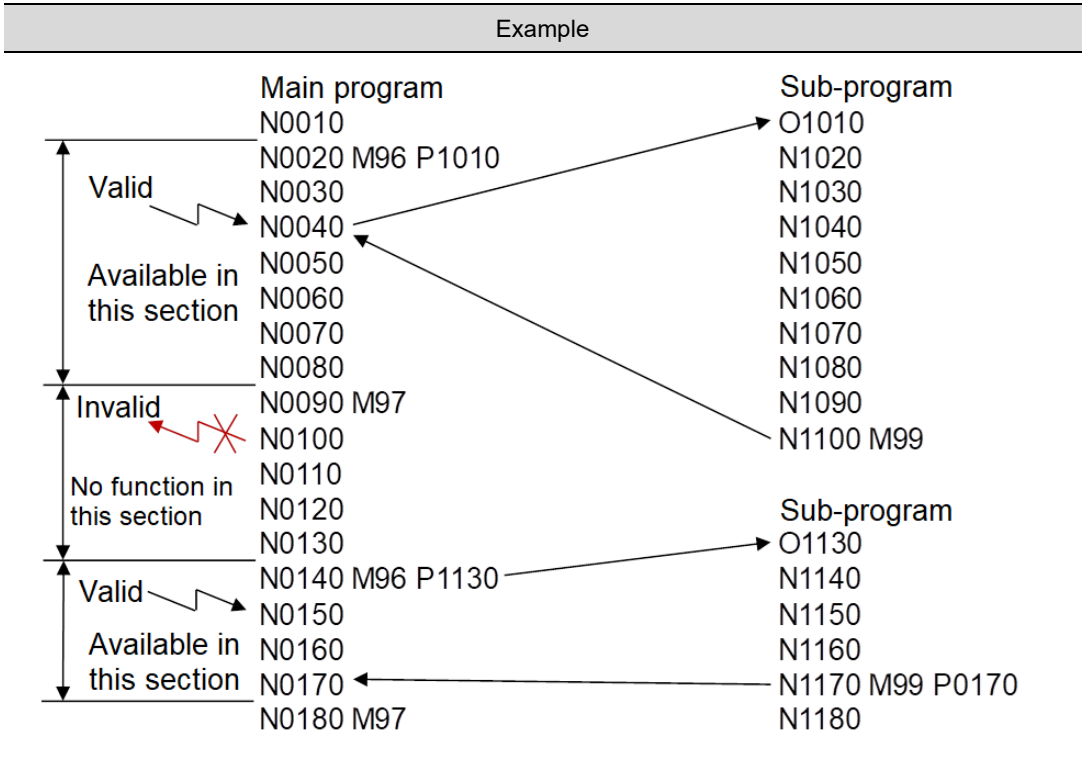 Example
Main program
N0010
N0020 M96 P1010
N0030
N0040
N0050
N0060
N0070
N0080
N0090 M97
N0100
N0110
N0120
N0130
N0140 M96 P1130
N0150
N0160
N0170
N0180 M97
Valid
Available in
this section
Invalid
No function in
this section
Valid
Available in
this section
Sub-program
O1010
N1020
N1030
N1040
N1050
N1060
N1070
N1080
N1090
N1100 M99
Sub-program
O1130
N1140
N1150
N1160
N1170 M99 P0170
N1180